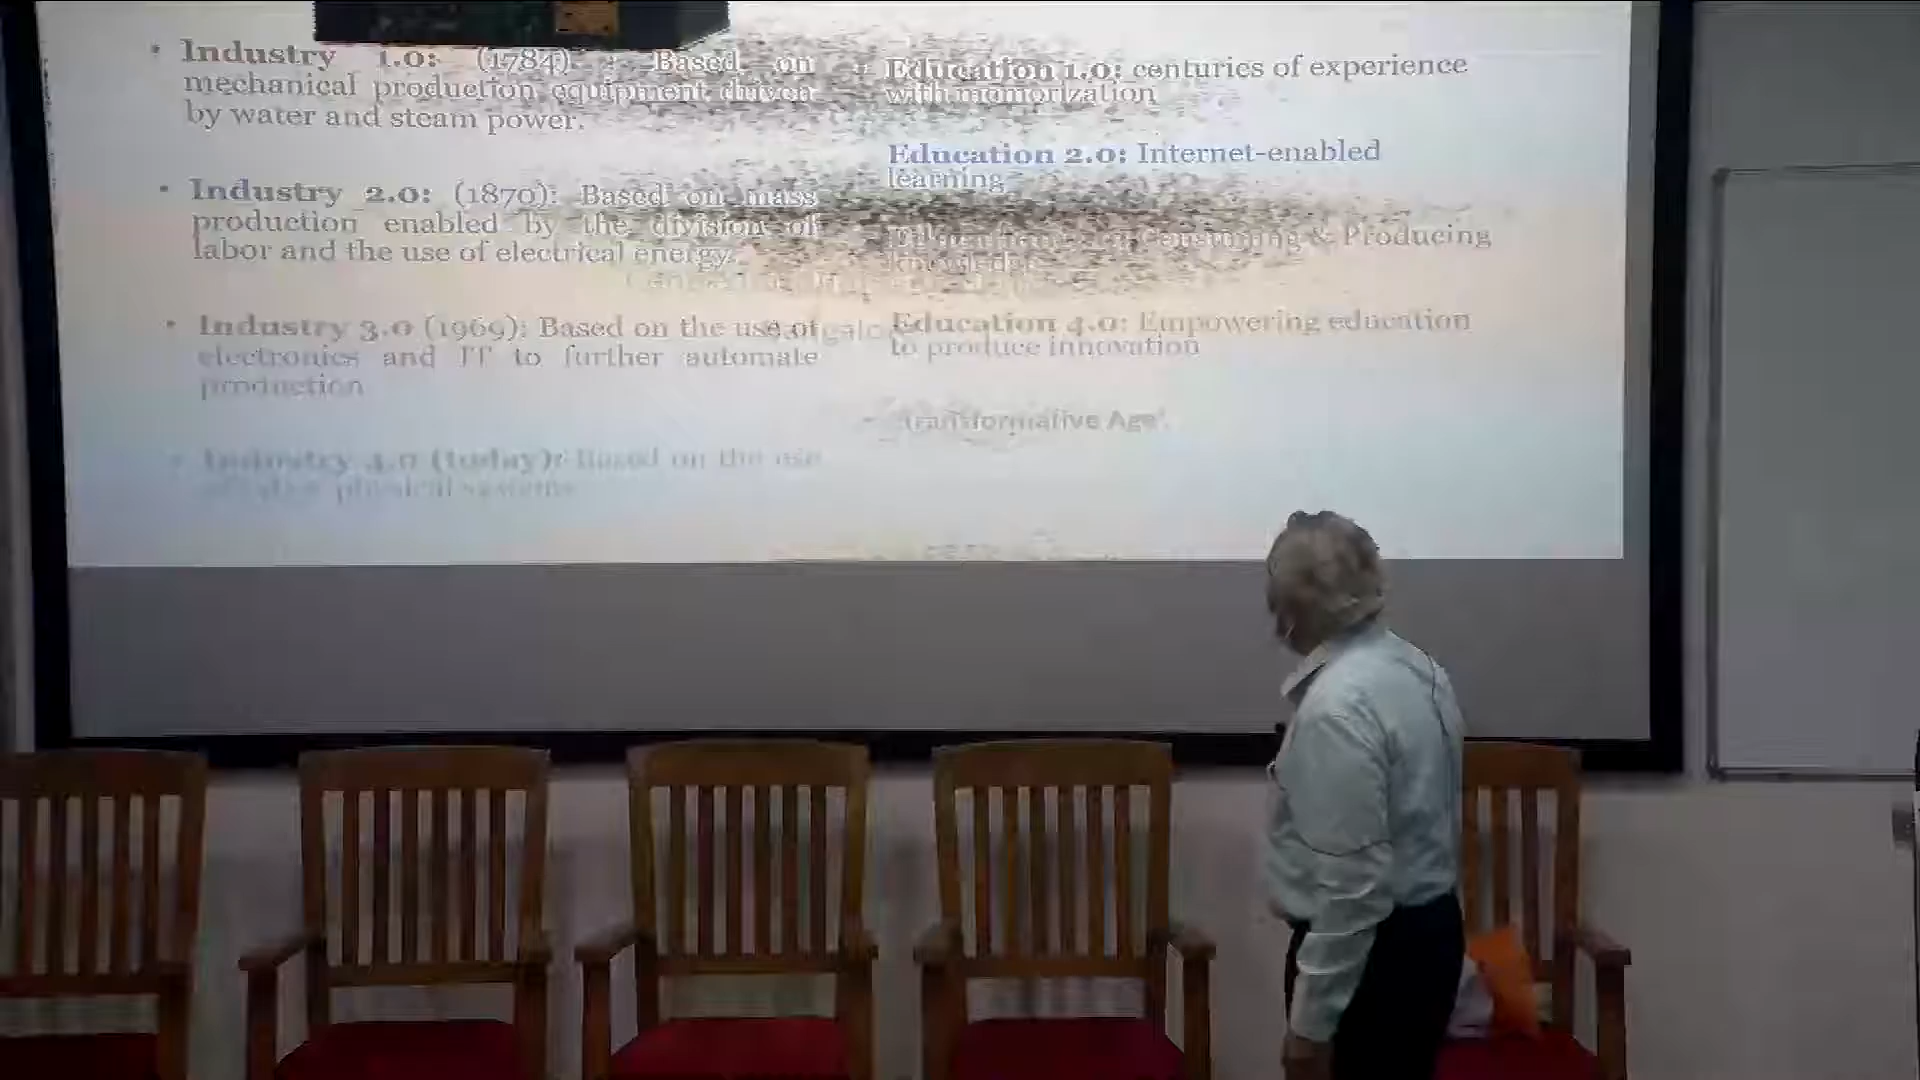 • Industry 1.0: (1784) : Based on
mechanical production equipment driven
by water and steam power.
• Industry 2.0: (1870): Based on mass
production enabled by the division of
labor and the use of electrical energy.
• Industry 3.0 (1969): Based on the use of
electronics and IT to further automate
production
• Industry 4.0 (today): Based on the use
physical systems
Education 1.0: centuries of experience
with memorization
Education 2.0: Internet-enabled
learning
Education Consuming & Producing
knowledge
Education 4.0: Empowering education
to produce innovation
'Transformative Age'.